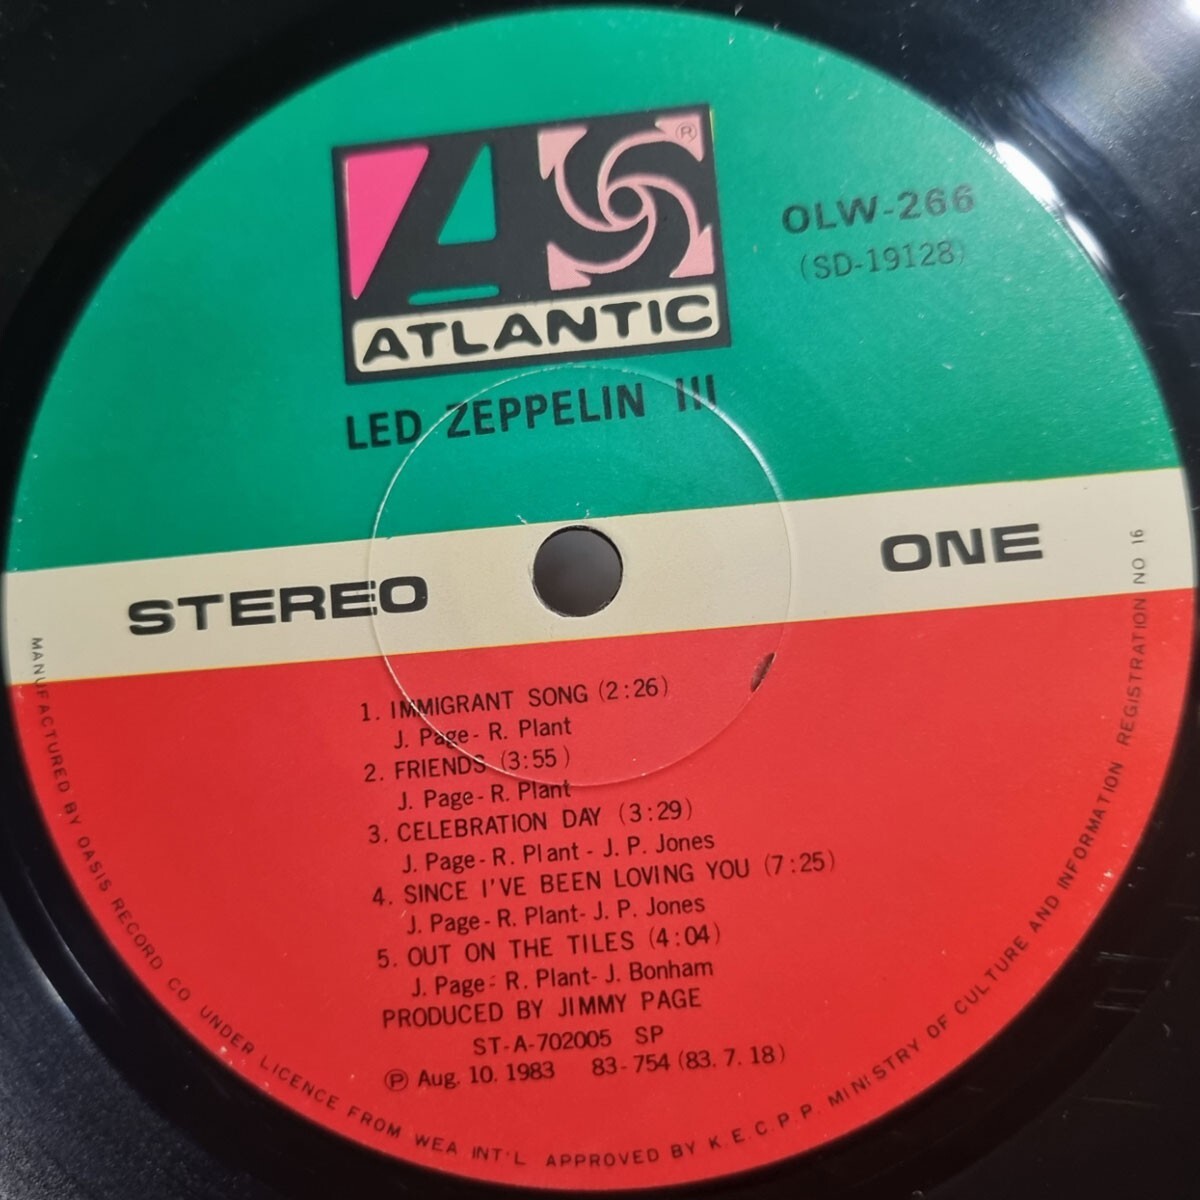 ®
ATLANTIC
OLW-266
(SD-19128)
LED ZEPPELIN III
STEREO
ONE
1. IMMIGRANT SONG (2:26)
J. Page - R. Plant
2. FRIENDS (3:55)
J. Page - R. Plant
3. CELEBRATION DAY (3:29)
J. Page - R. Plant - J. P. Jones
4. SINCE I'VE BEEN LOVING YOU (7:25)
J. Page - R. Plant - J. P. Jones
5. OUT ON THE TILES (4:04)
J. Page - R. Plant - J. Bonham
PRODUCED BY JIMMY PAGE
ST-A-702005 SP
Ⓟ Aug. 10. 1983 83-754 (83. 7. 18)
MANUFACTURED BY OASIS RECORD CO UNDER LICENCE FROM WEA INT'L APPROVED BY K.E.C.P.P. MINISTRY OF CULTURE AND INFORMATION REGISTRATION NO 16